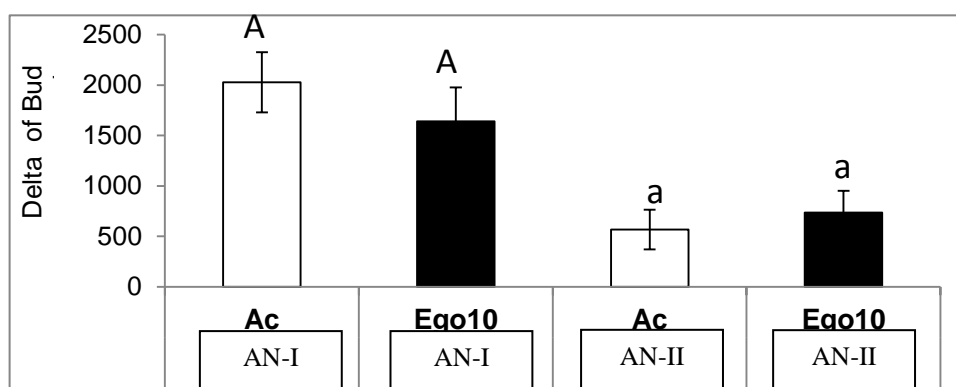 Delta of Bud
2500
2000
1500
1000
500
0
A
A
a
a
Ac
Ego10
Ac
Ego10
AN-I
AN-I
AN-II
AN-II